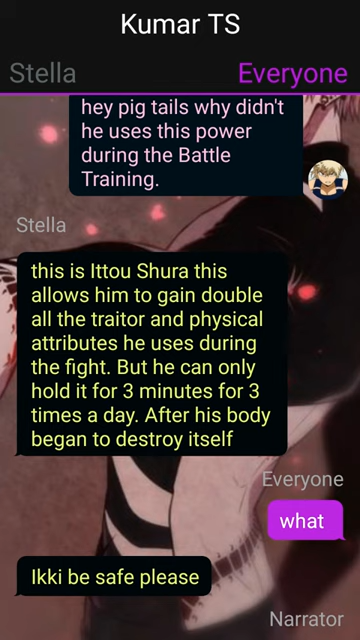 Kumar TS
Stella
Everyone
hey pig tails why didn't
he uses this power
during the Battle
Training.
Stella
this is Ittou Shura this
allows him to gain double
all the traitor and physical
attributes he uses during
the fight. But he can only
hold it for 3 minutes for 3
times a day. After his body
began to destroy itself
Everyone
what
Ikki be safe please
Narrator